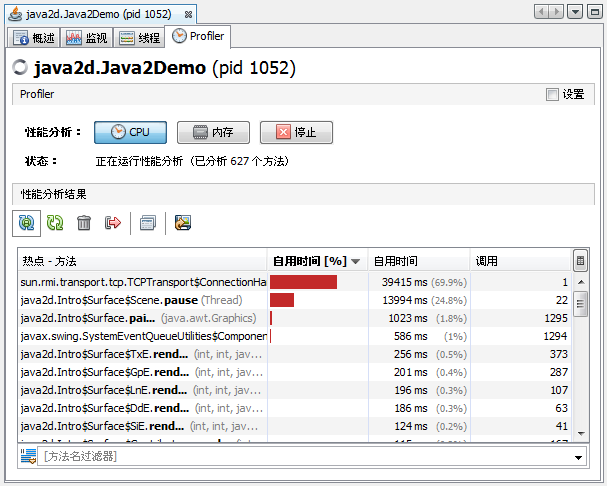 java2d.Java2Demo (pid 1052)
概述 监视 线程 Profiler
java2d.Java2Demo (pid 1052)
Profiler 设置
性能分析： CPU 内存 停止
状态： 正在运行性能分析（已分析 627 个方法）
性能分析结果
热点 - 方法 自用时间 [%] 自用时间 调用
sun.rmi.transport.tcp.TCPTransport$ConnectionHa 39415 ms (69.9%) 1
java2d.Intro$Surface$Scene.pause (Thread) 13994 ms (24.8%) 22
java2d.Intro$Surface.pai... (java.awt.Graphics) 1023 ms (1.8%) 1295
javax.swing.SystemEventQueueUtilities$Componen 586 ms (1%) 1294
java2d.Intro$Surface$TxE.rend... (int, int, jav... 256 ms (0.5%) 373
java2d.Intro$Surface$GpE.rend... (int, int, jav... 201 ms (0.4%) 287
java2d.Intro$Surface$LnE.rend... (int, int, jav... 196 ms (0.3%) 107
java2d.Intro$Surface$DdE.rend... (int, int, jav... 186 ms (0.3%) 63
java2d.Intro$Surface$SiE.rend... (int, int, jav... 124 ms (0.2%) 41
[方法名过滤器]